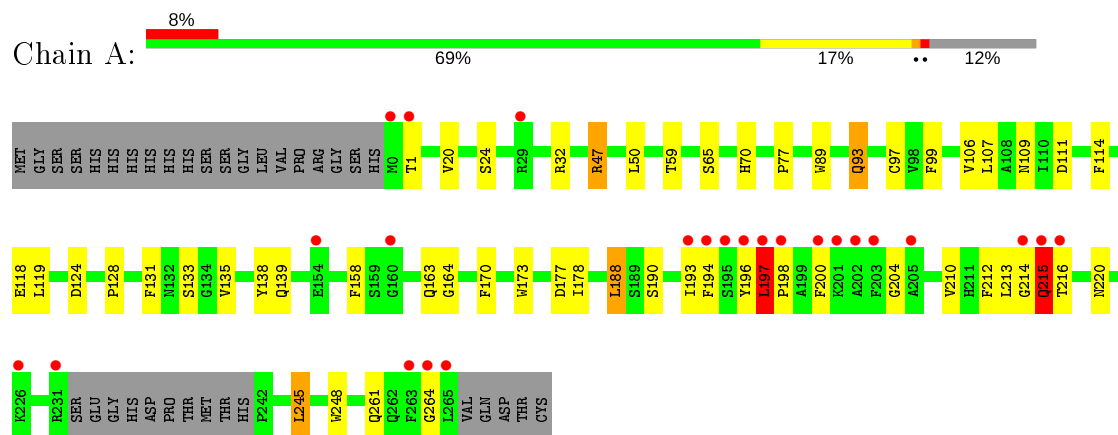 8%
Chain A:
69% 17% 12%
MET GLY SER SER HIS HIS HIS HIS HIS HIS SER SER GLY LEU VAL PRO ARG GLY SER HIS M0 T1 V20 S24 R29 R32 R47 L50 T59 S65 H70 P77 W89 Q93 C97 V98 F99 V106 L107 A108 N109 I110 D111 F114
E118 L119 D124 P128 F131 N132 S133 G134 V135 Y138 Q139 E154 F158 S159 G160 Q163 G164 F170 W173 D177 I178 L188 S189 S190 I193 F194 S195 Y196 L197 P198 A199 F200 K201 A202 F203 G204 A205 V210 H211 F212 L213 G214 Q215 T216 N220
K226 R231 SER GLU GLY HIS ASP PRO THR MET THR HIS P242 L245 W248 Q261 Q262 F263 G264 L265 VAL GLN ASP THR CYS